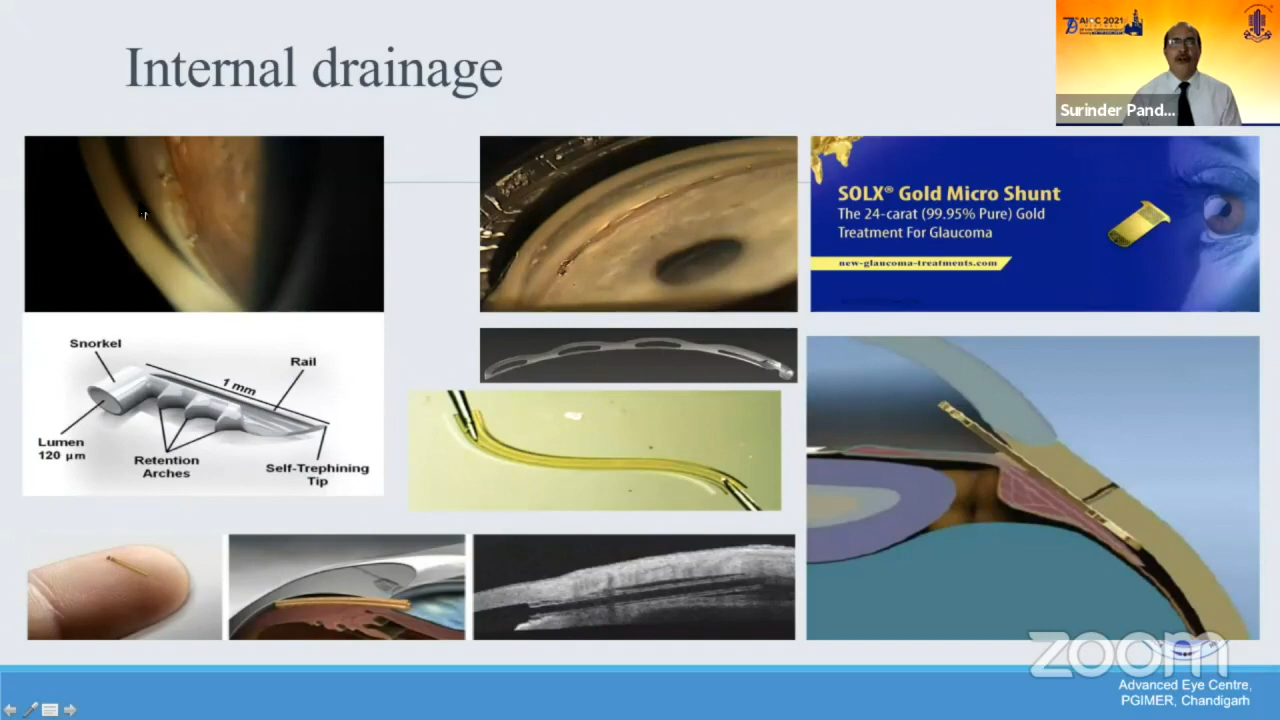 Internal drainage
AIOC 2021
Surinder Pand...
SOLX® Gold Micro Shunt
The 24-carat (99.95% Pure) Gold
Treatment For Glaucoma
new-glaucoma-treatments.com
Snorkel
Rail
1 mm
Lumen
120 µm
Retention
Arches
Self-Trephining
Tip
zoom
Advanced Eye Centre,
PGIMER, Chandigarh